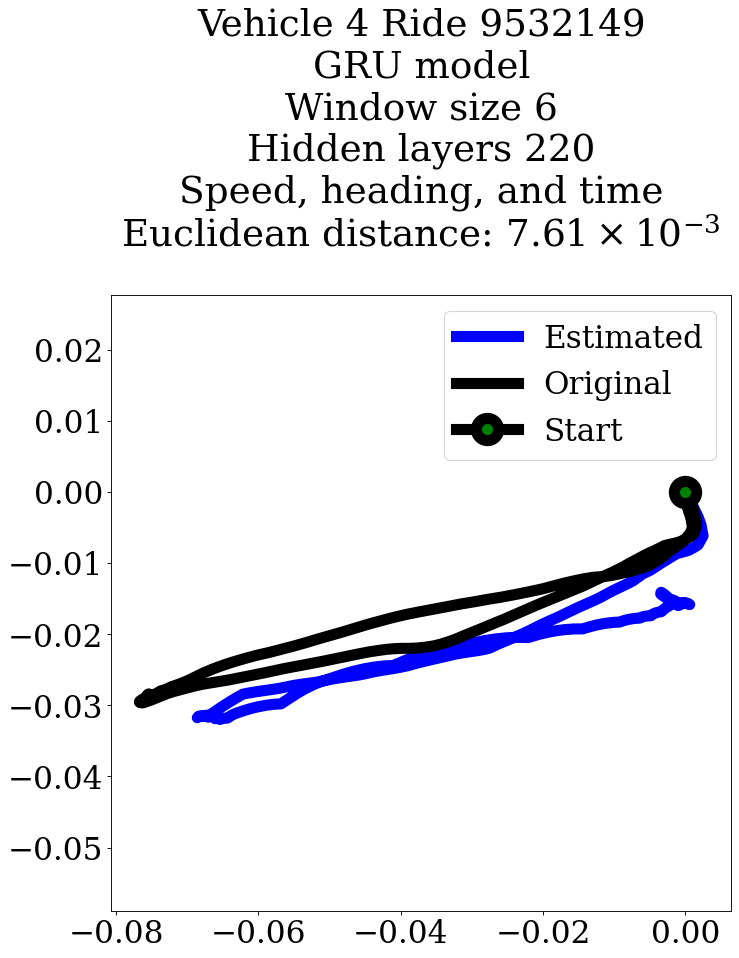 Vehicle 4 Ride 9532149
GRU model
Window size 6
Hidden layers 220
Speed, heading, and time
Euclidean distance: 7.61 × 10⁻³
Estimated
Original
Start
0.02
0.01
0.00
−0.01
−0.02
−0.03
−0.04
−0.05
−0.08 −0.06 −0.04 −0.02 0.00